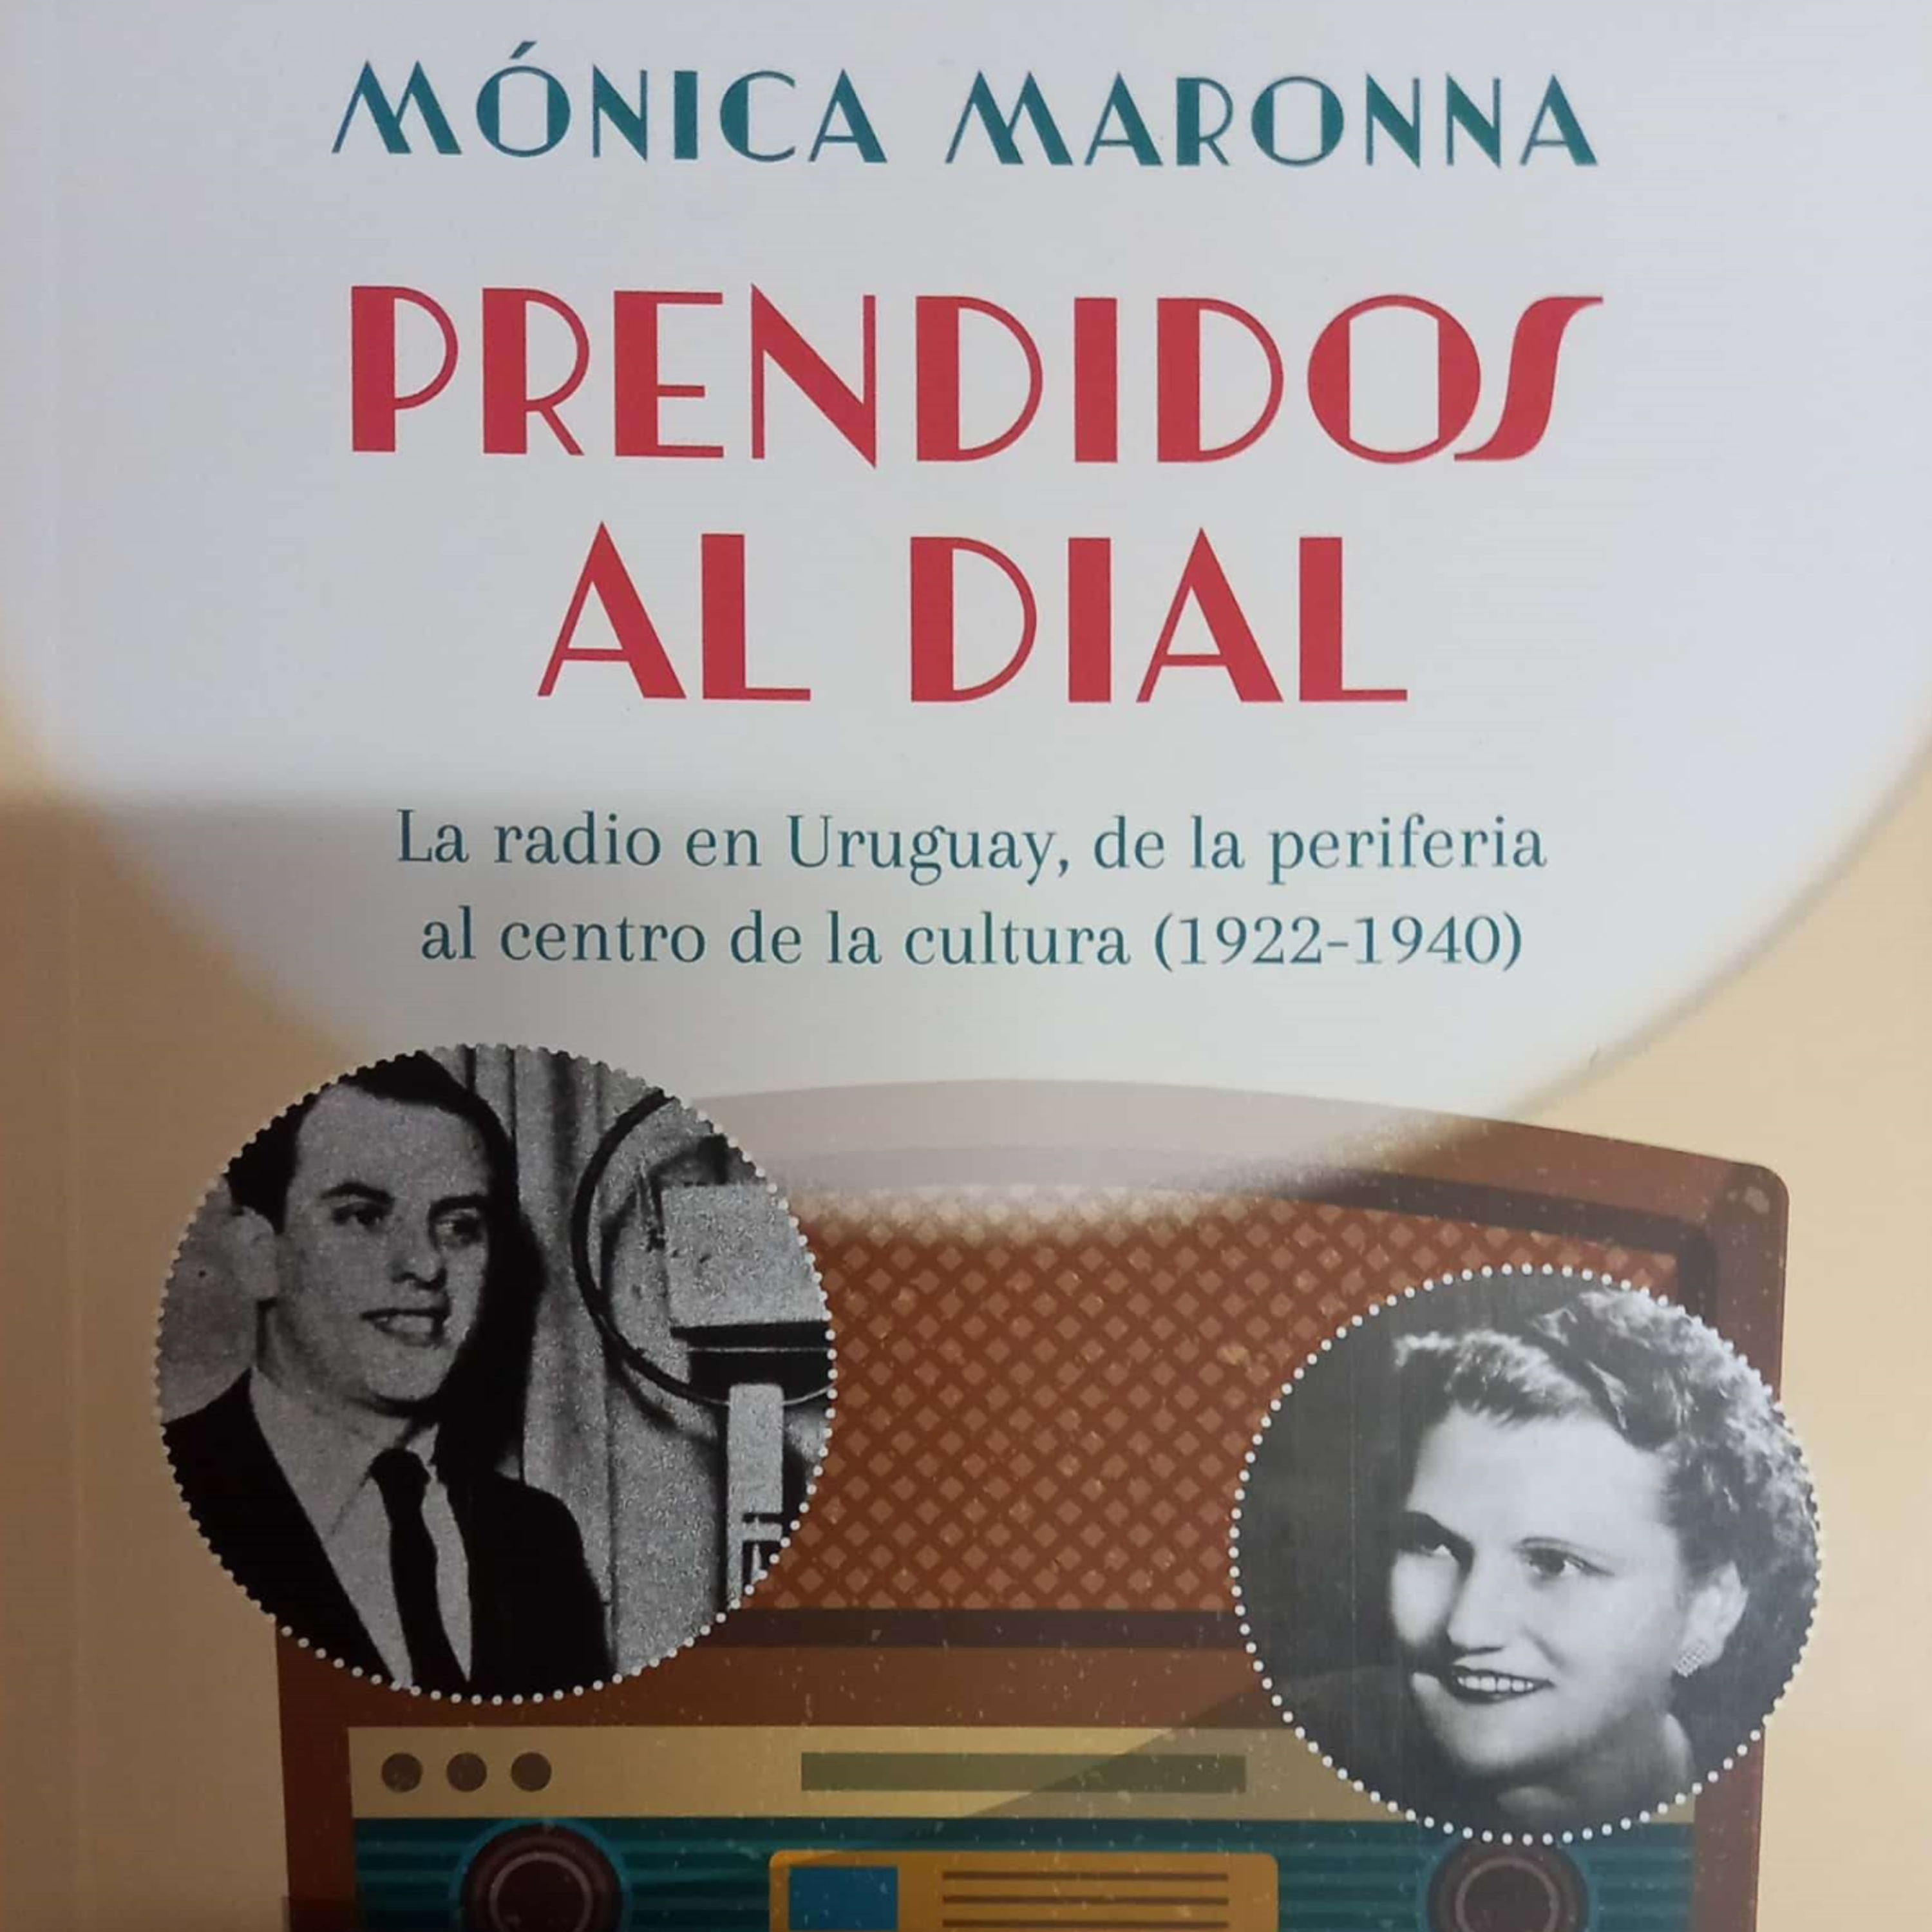 MÓNICA MARONNA
PRENDIDOS
AL DIAL
La radio en Uruguay, de la periferia
al centro de la cultura (1922-1940)